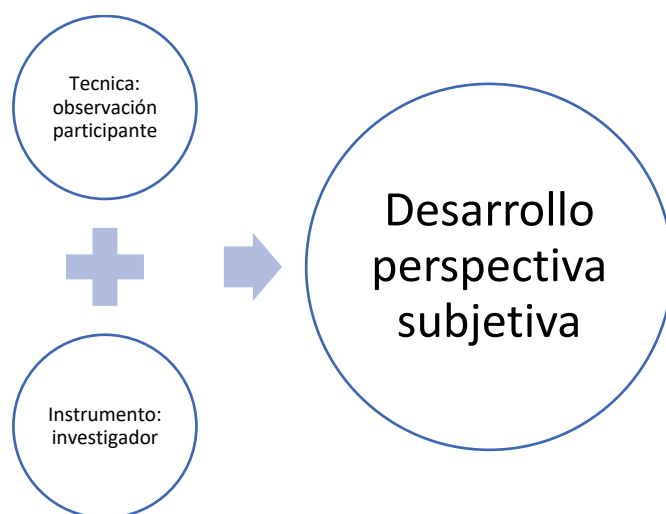 Tecnica:
observación
participante
Instrumento:
investigador
Desarrollo
perspectiva
subjetiva